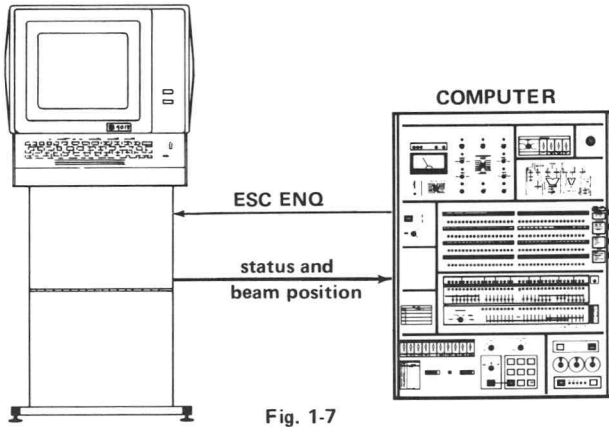 COMPUTER
ESC ENQ
status and
beam position
Fig. 1-7